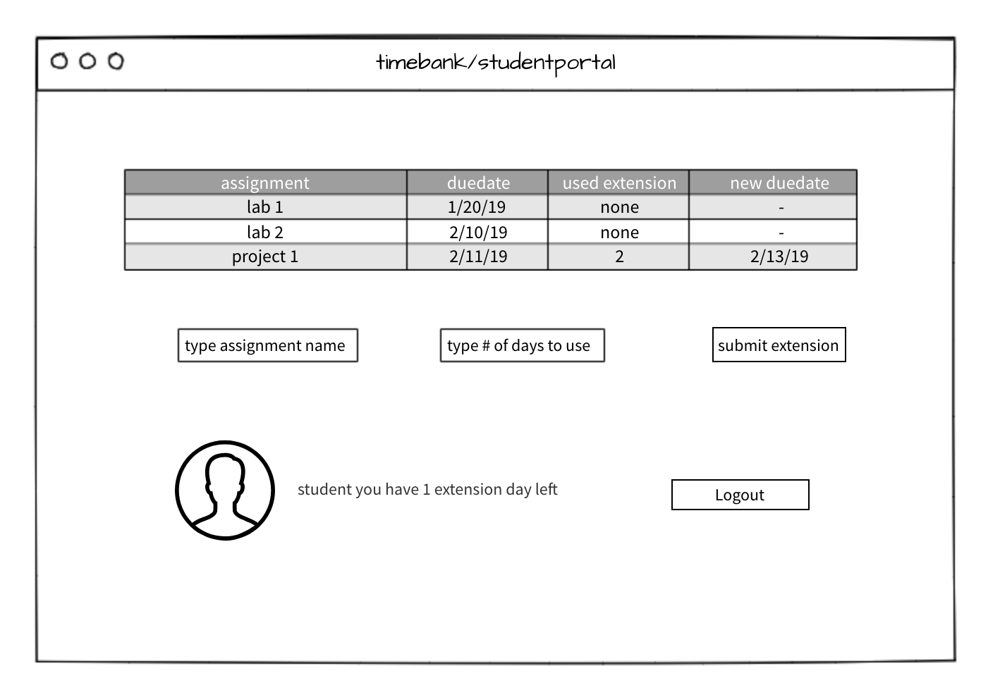 timebank/studentportal
assignment duedate used extension new duedate
lab 1 1/20/19 none -
lab 2 2/10/19 none -
project 1 2/11/19 2 2/13/19
type assignment name type # of days to use submit extension
student you have 1 extension day left Logout